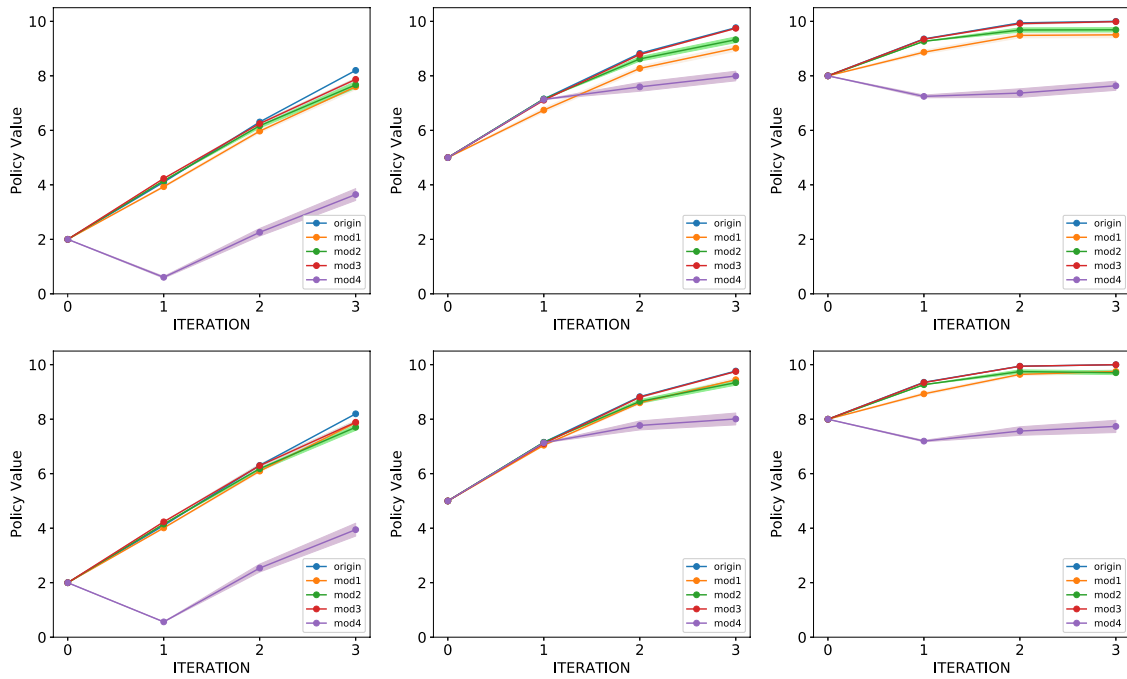 10
8
6
4
2
0
Policy Value
0 1 2 3
ITERATION
origin
mod1
mod2
mod3
mod4
10
8
6
4
2
0
Policy Value
0 1 2 3
ITERATION
origin
mod1
mod2
mod3
mod4
10
8
6
4
2
0
Policy Value
0 1 2 3
ITERATION
origin
mod1
mod2
mod3
mod4
10
8
6
4
2
0
Policy Value
0 1 2 3
ITERATION
origin
mod1
mod2
mod3
mod4
10
8
6
4
2
0
Policy Value
0 1 2 3
ITERATION
origin
mod1
mod2
mod3
mod4
10
8
6
4
2
0
Policy Value
0 1 2 3
ITERATION
origin
mod1
mod2
mod3
mod4